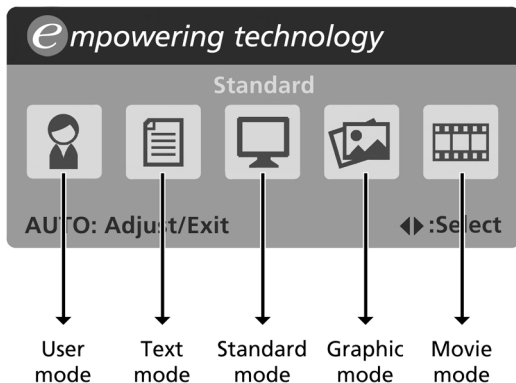 empowering technology
Standard
AUTO: Adjust/Exit ◀▶:Select
User mode
Text mode
Standard mode
Graphic mode
Movie mode